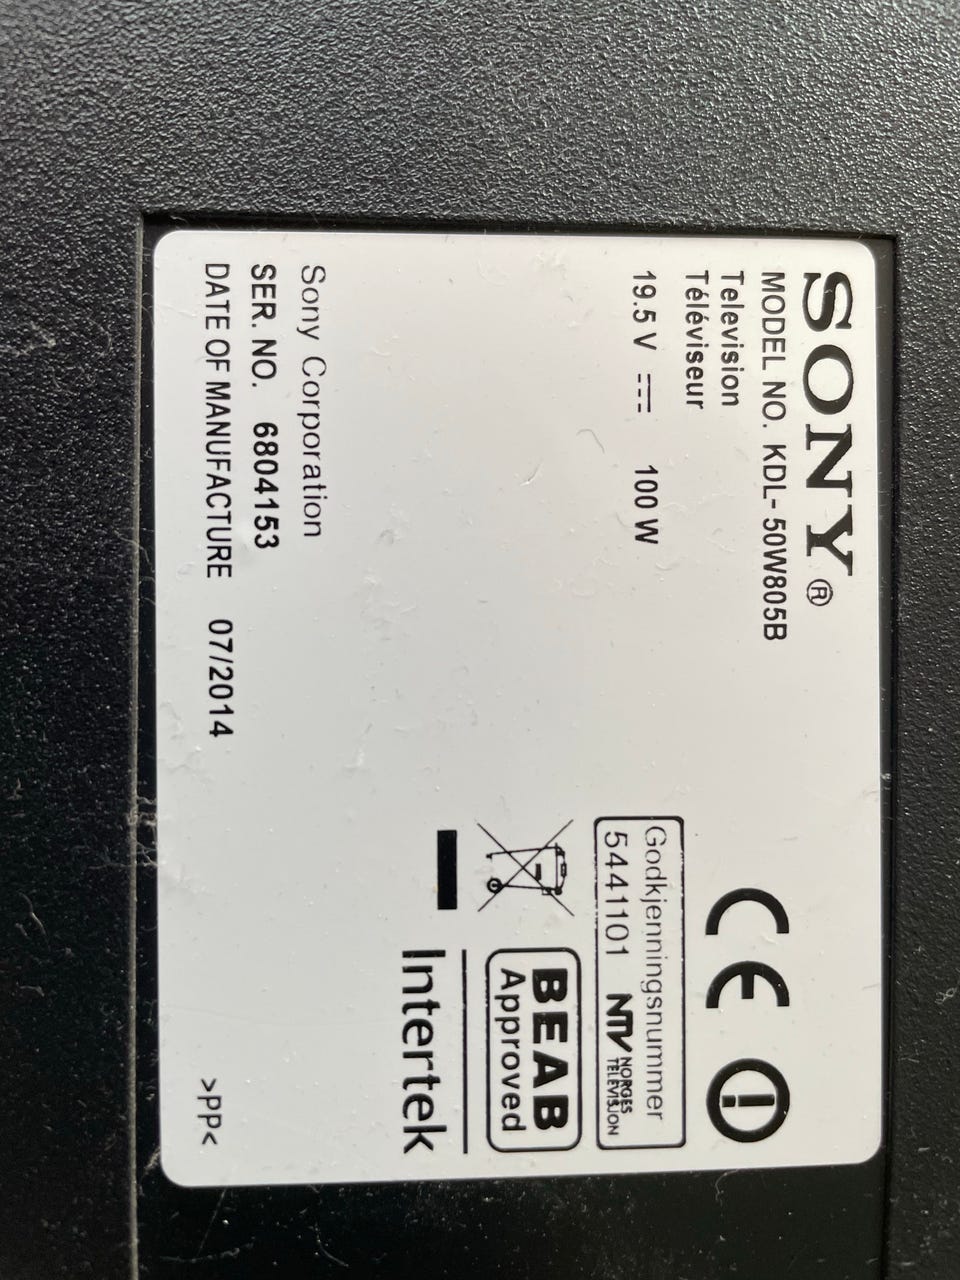 SONY®
MODEL NO. KDL-50W805B
Television
Téléviseur
19.5 V 100 W
CE
Godkjenningsnummer
5441101 NTV NORGES TELEVISJON
BEAB
Approved
Intertek
Sony Corporation
SER. NO. 6804153
DATE OF MANUFACTURE 07/2014
>PP<